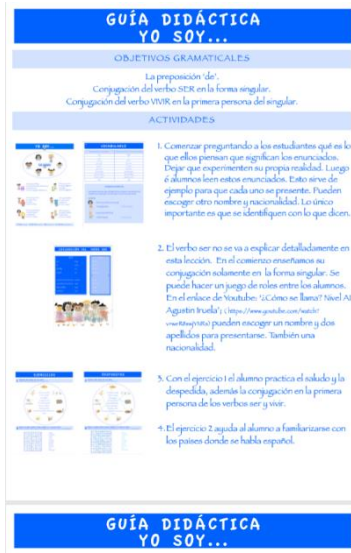 GUÍA DIDÁCTICA
YO SOY...
OBJETIVOS GRAMATICALES
La preposición 'de'.
Conjugación del verbo SER en la forma singular.
Conjugación del verbo VIVIR en la primera persona del singular.
ACTIVIDADES
1. Comenzar preguntando a los estudiantes qué es lo
que ellos piensan que significan los enunciados.
Dejar que experimenten su propia realidad. Luego
6 alumnos leen estos enunciados. Esto sirve de
ejemplo para que cada uno se presente. Pueden
escoger otro nombre y nacionalidad. Lo único
importante es que se identifiquen con lo que dicen.
2. El verbo ser no se va a explicar detalladamente en
esta lección. En el comienzo enseñamos su
conjugación solamente en la forma singular. Se
puede hacer un juego de roles entre los alumnos.
En el enlace de Youtube: '¿Cómo se llama? Nivel A1
Agustín Iruela'; (https://www.youtube.com/watch?
pueden escoger un nombre y dos
apellidos para presentarse. También una
nacionalidad.
3. Con el ejercicio 1 el alumno practica el saludo y la
despedida, además la conjugación en la primera
persona de los verbos ser y vivir.
4. El ejercicio 2 ayuda al alumno a familiarizarse con
los países donde se habla español.
GUÍA DIDÁCTICA
YO SOY...